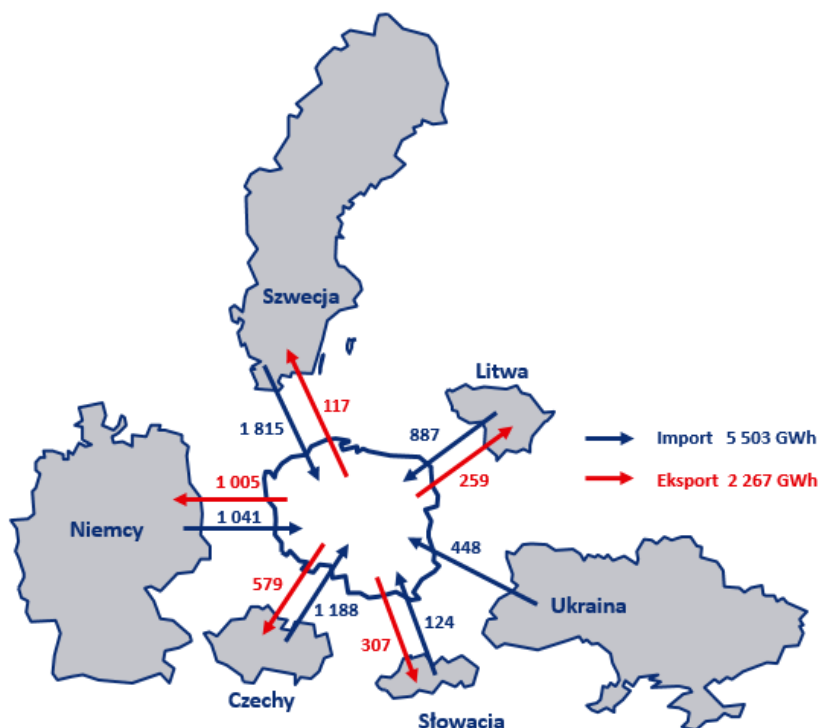 Szwecja
Litwa
1 815
117
887
Import 5 503 GWh
259
Eksport 2 267 GWh
1 005
Niemcy
1 041
448
579
1 188
124
Ukraina
307
Czechy
Słowacja